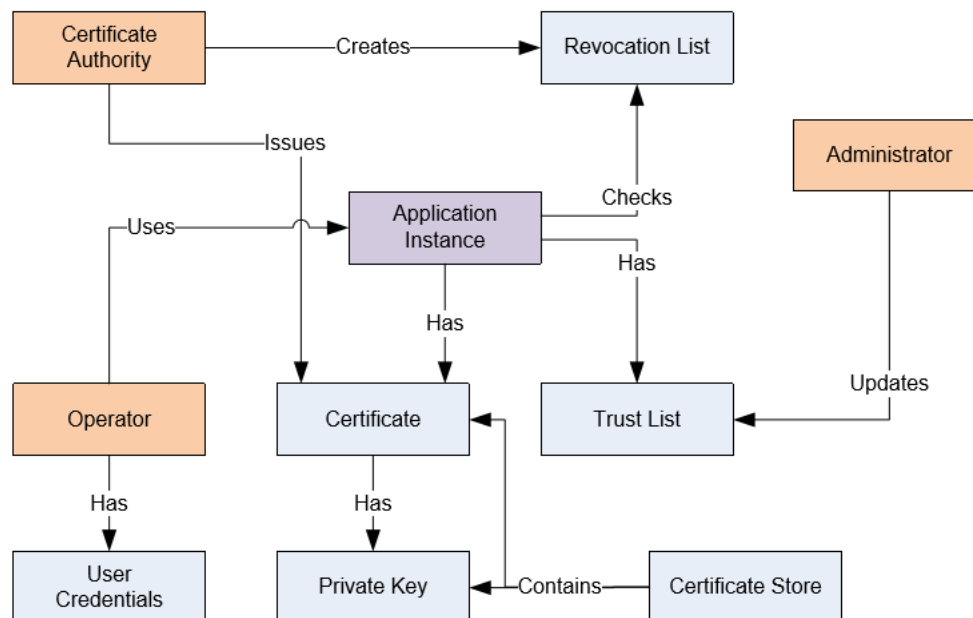 Certificate
Authority
Creates
Revocation List
Issues
Administrator
Checks
Application
Instance
Uses
Has
Has
Updates
Operator
Certificate
Trust List
Has
Has
User
Credentials
Private Key
Contains
Certificate Store